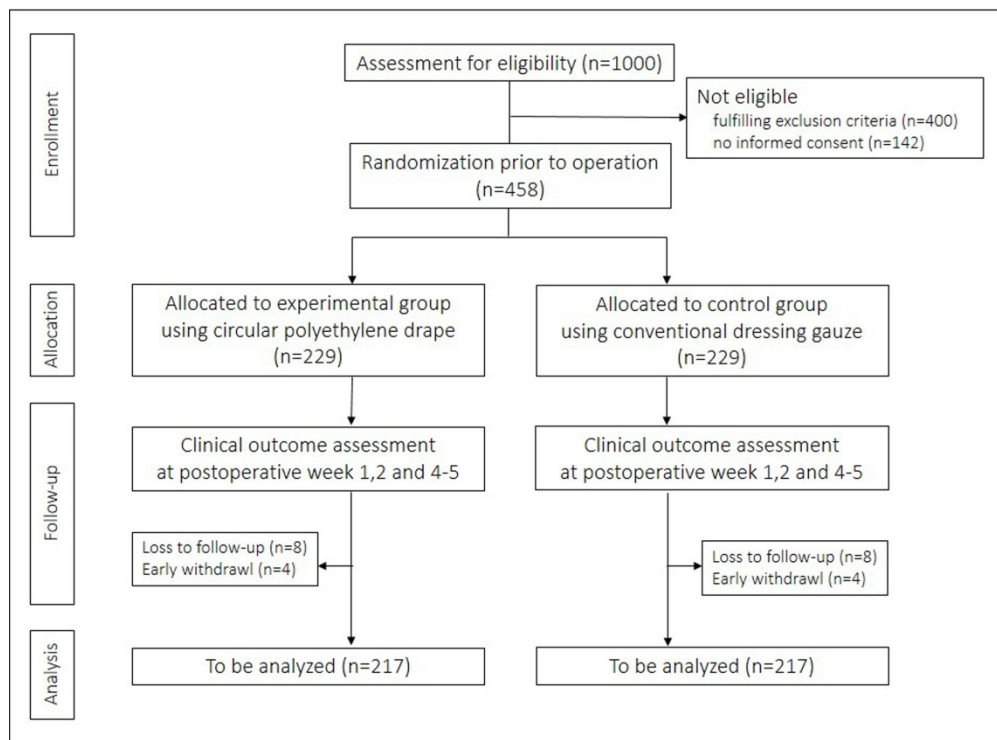 Enrollment
Assessment for eligibility (n=1000)
Not eligible
fulfilling exclusion criteria (n=400)
no informed consent (n=142)
Randomization prior to operation
(n=458)
Allocation
Allocated to experimental group
using circular polyethylene drape
(n=229)
Allocated to control group
using conventional dressing gauze
(n=229)
Follow-up
Clinical outcome assessment
at postoperative week 1,2 and 4-5
Clinical outcome assessment
at postoperative week 1,2 and 4-5
Loss to follow-up (n=8)
Early withdrawl (n=4)
Loss to follow-up (n=8)
Early withdrawl (n=4)
Analysis
To be analyzed (n=217)
To be analyzed (n=217)